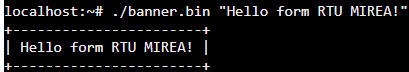 localhost:~# ./banner.bin "Hello form RTU MIREA!"
+-----------------------+
| Hello form RTU MIREA! |
+-----------------------+